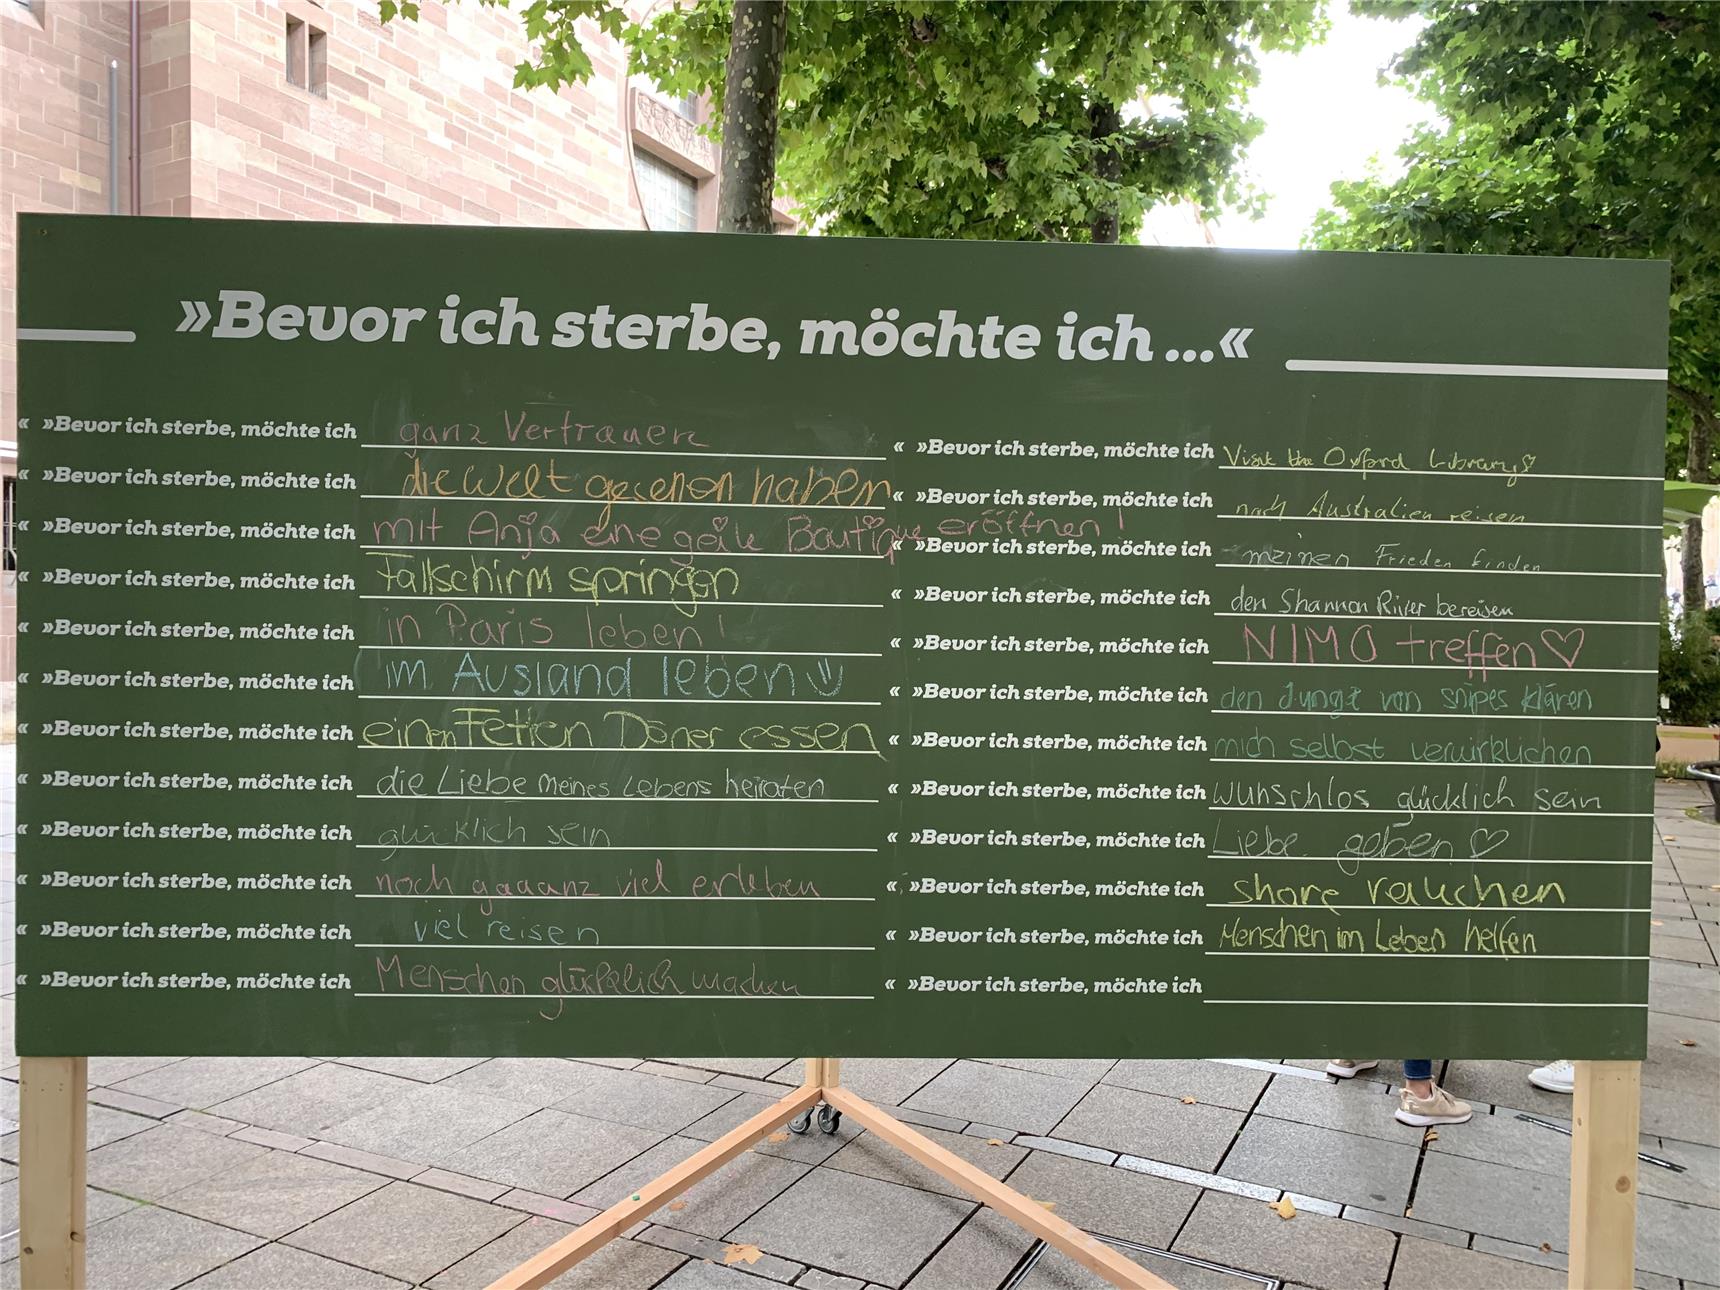 »Bevor ich sterbe, möchte ich ...«
« »Bevor ich sterbe, möchte ich ganz Vertrauen
« »Bevor ich sterbe, möchte ich die Welt gesehen haben
« »Bevor ich sterbe, möchte ich mit Anja eine geile Boutique eröffnen!
« »Bevor ich sterbe, möchte ich Fallschirm springen
« »Bevor ich sterbe, möchte ich in Paris leben!
« »Bevor ich sterbe, möchte ich im Ausland leben
« »Bevor ich sterbe, möchte ich einen Fetten Döner essen
« »Bevor ich sterbe, möchte ich die Liebe meines Lebens heiraten
« »Bevor ich sterbe, möchte ich glücklich sein
« »Bevor ich sterbe, möchte ich noch gaaanz viel erleben
« »Bevor ich sterbe, möchte ich viel reisen
« »Bevor ich sterbe, möchte ich Menschen glücklich machen
« »Bevor ich sterbe, möchte ich Visit the Oxford Library
« »Bevor ich sterbe, möchte ich nach Australien reisen
« »Bevor ich sterbe, möchte ich meinen Frieden finden
« »Bevor ich sterbe, möchte ich den Shannon River bereisen
« »Bevor ich sterbe, möchte ich NIMO treffen ♡
« »Bevor ich sterbe, möchte ich den Jungt von snipes klären
« »Bevor ich sterbe, möchte ich mich selbst verwirklichen
« »Bevor ich sterbe, möchte ich wunschlos glücklich sein
« »Bevor ich sterbe, möchte ich Liebe geben ♡
« »Bevor ich sterbe, möchte ich shore rauchen
« »Bevor ich sterbe, möchte ich Menschen im Leben helfen
« »Bevor ich sterbe, möchte ich